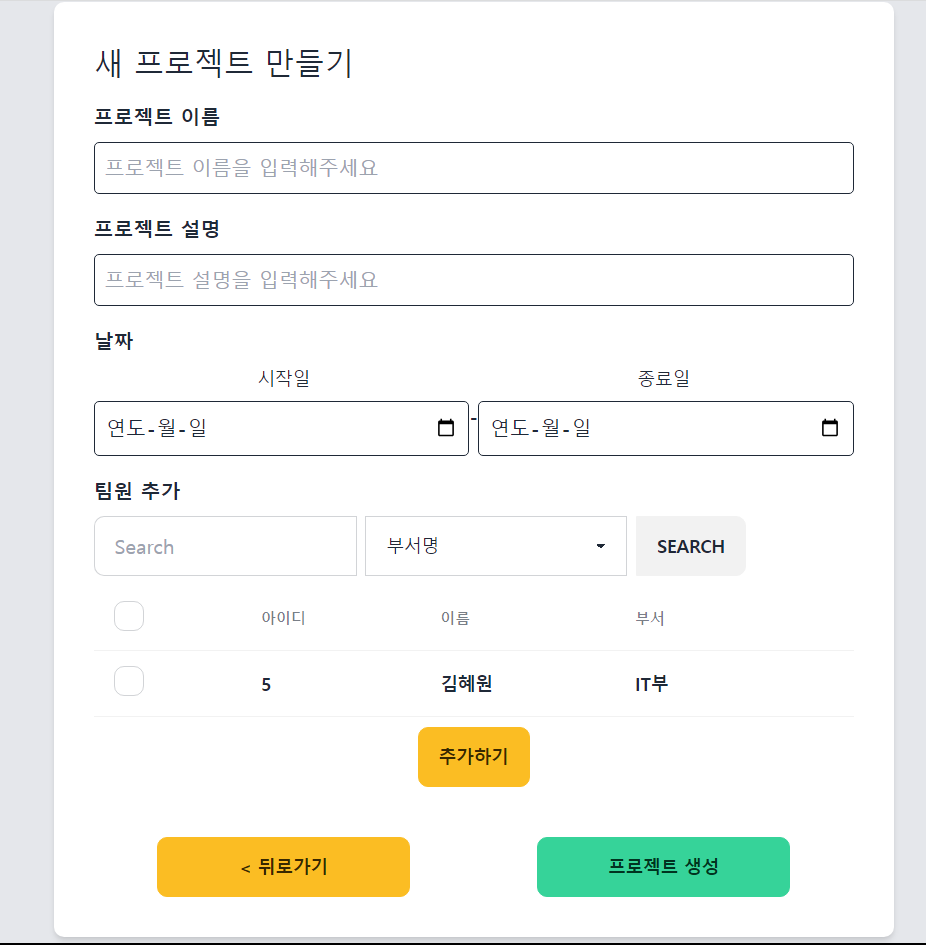 새 프로젝트 만들기
프로젝트 이름
프로젝트 이름을 입력해주세요
프로젝트 설명
프로젝트 설명을 입력해주세요
날짜
시작일 종료일
연도-월-일 - 연도-월-일
팀원 추가
Search 부서명 SEARCH
아이디 이름 부서
5 김혜원 IT부
추가하기
< 뒤로가기 프로젝트 생성